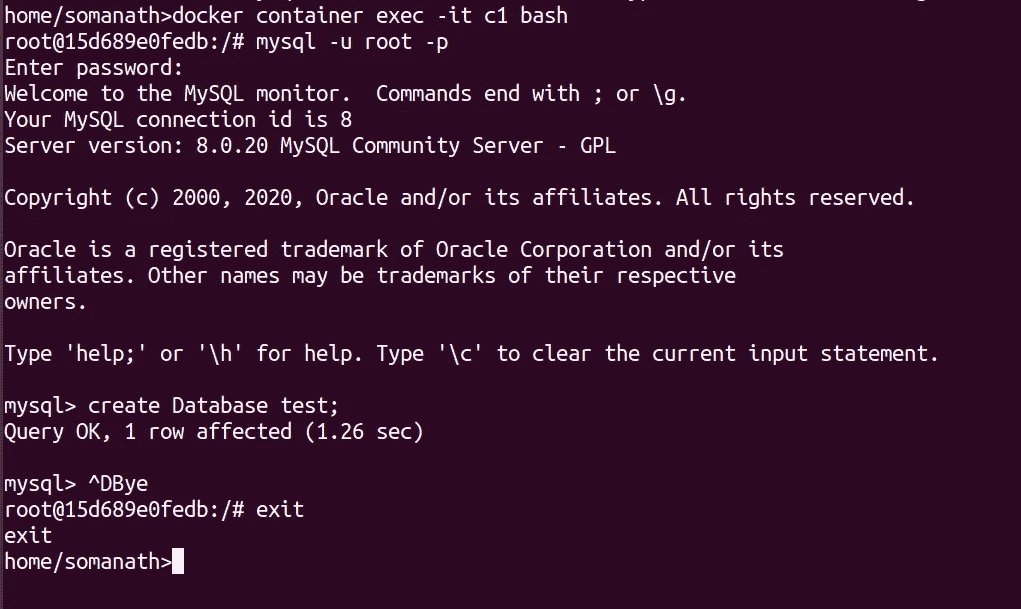 home/somanath>docker container exec -it c1 bash
root@15d689e0fedb:/# mysql -u root -p
Enter password:
Welcome to the MySQL monitor.  Commands end with ; or \g.
Your MySQL connection id is 8
Server version: 8.0.20 MySQL Community Server - GPL
Copyright (c) 2000, 2020, Oracle and/or its affiliates. All rights reserved.
Oracle is a registered trademark of Oracle Corporation and/or its
affiliates. Other names may be trademarks of their respective
owners.
Type 'help;' or '\h' for help. Type '\c' to clear the current input statement.
mysql> create Database test;
Query OK, 1 row affected (1.26 sec)
mysql> ^DBye
root@15d689e0fedb:/# exit
exit
home/somanath>